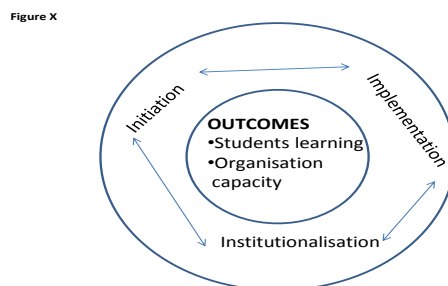 Figure X
Initiation
Implementation
OUTCOMES
•Students learning
•Organisation
capacity
Institutionalisation